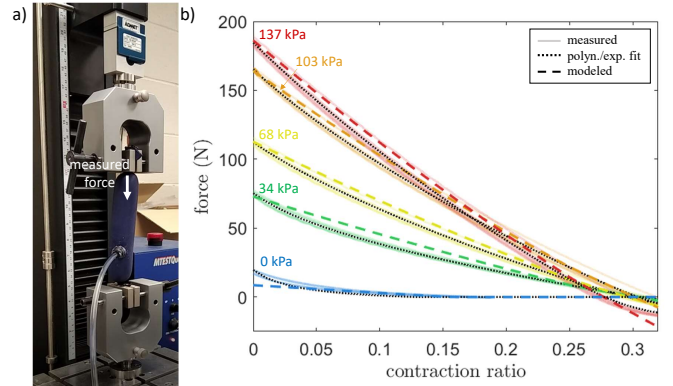 a)
ADMET
measured
force
MTESTQu
b)
200
150
100
50
0
force (N)
137 kPa
103 kPa
68 kPa
34 kPa
0 kPa
measured
polyn./exp. fit
modeled
0
0.05
0.1
0.15
0.2
0.25
0.3
contraction ratio